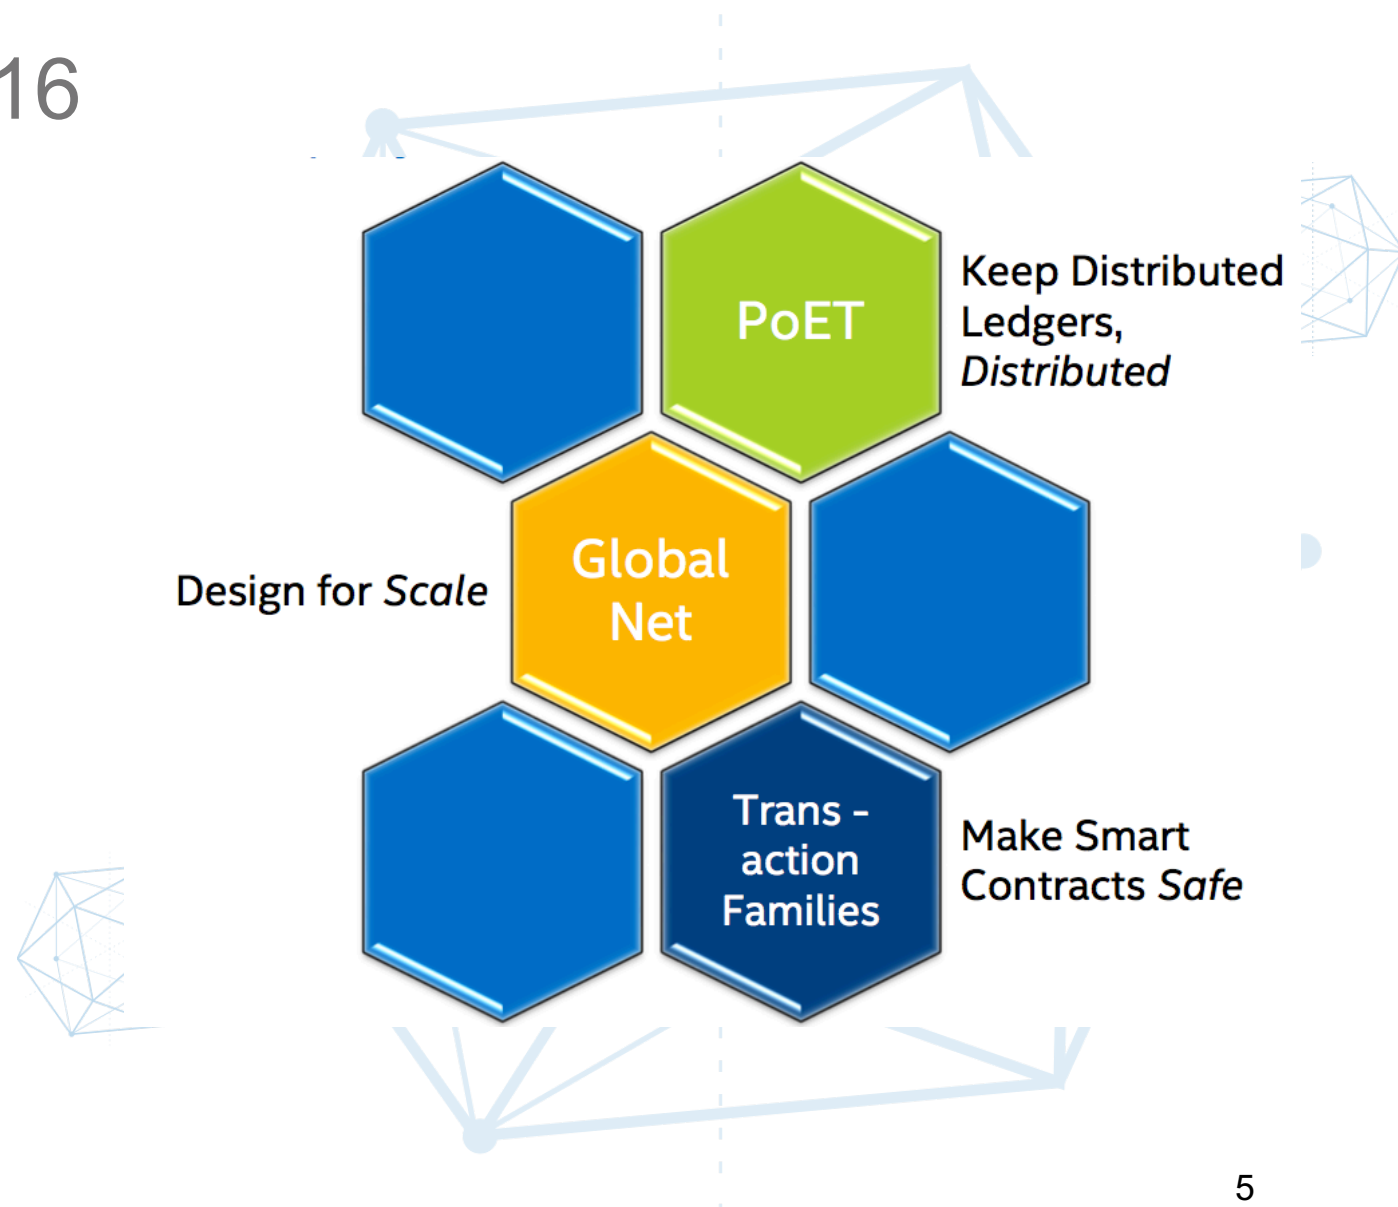 16
PoET
Keep Distributed
Ledgers,
Distributed
Global
Net
Design for Scale
Trans -
action
Families
Make Smart
Contracts Safe
5